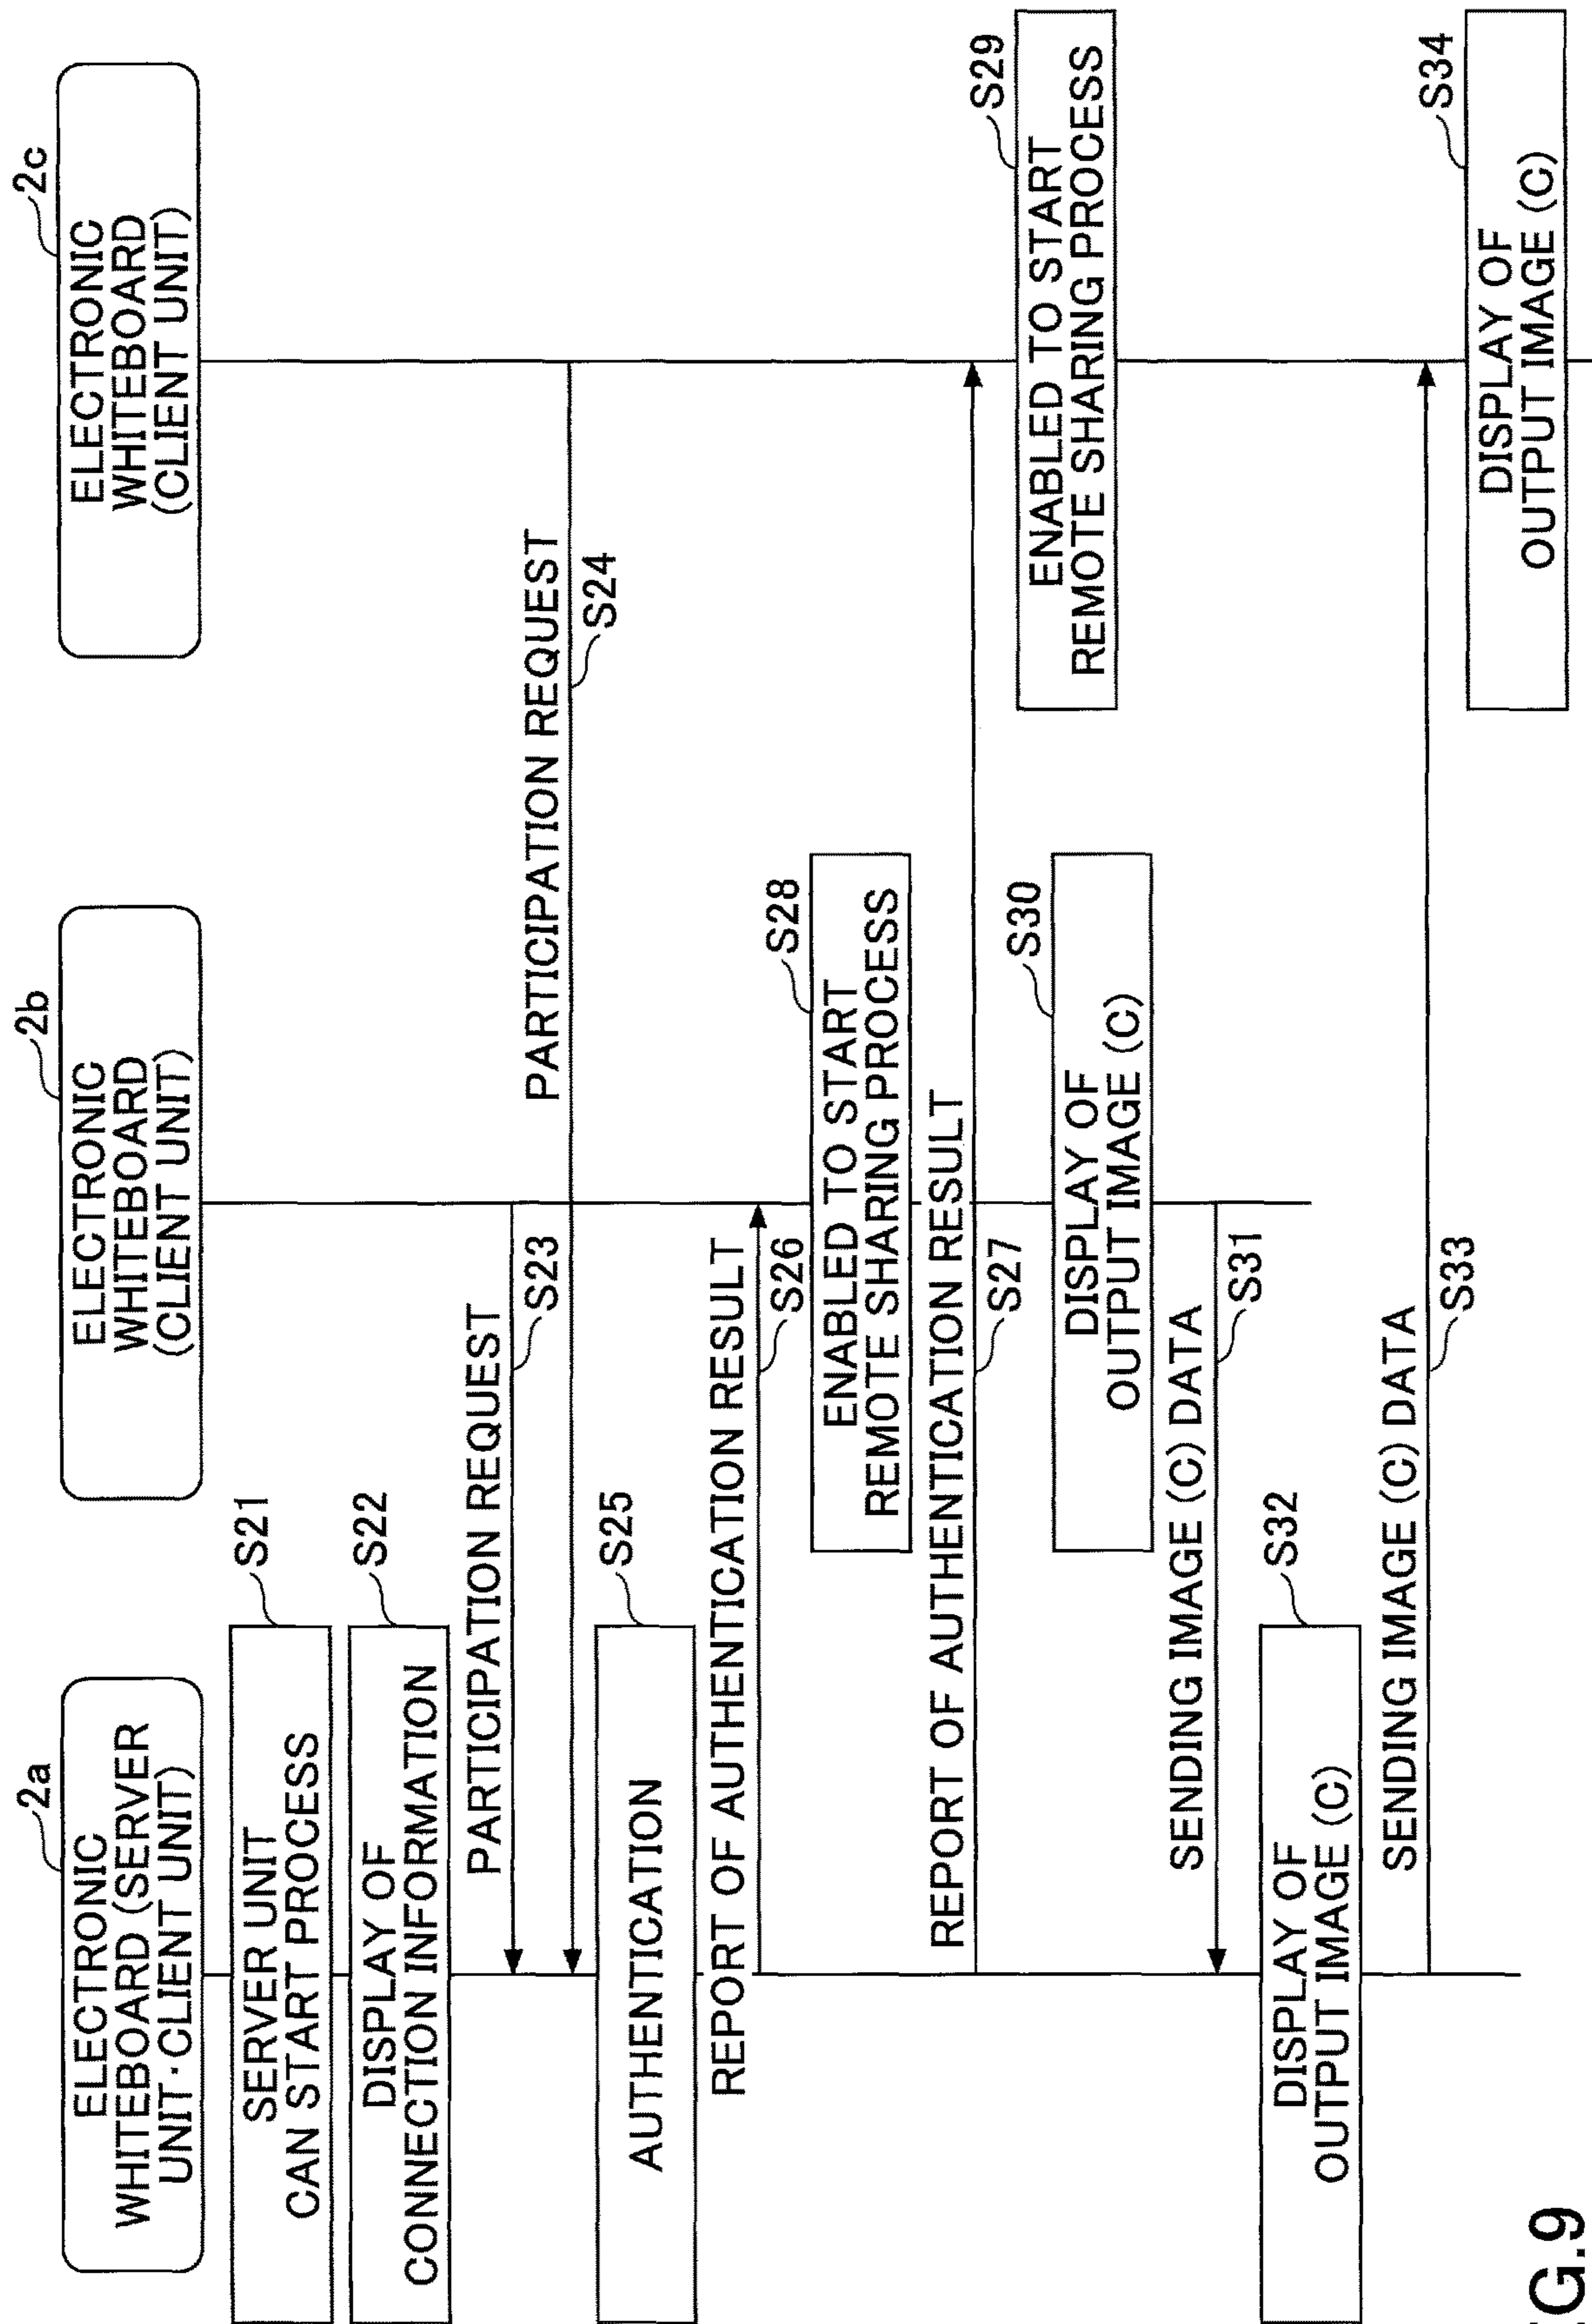 2a
ELECTRONIC
WHITEBOARD (SERVER
UNIT·CLIENT UNIT)
2b
ELECTRONIC
WHITEBOARD
(CLIENT UNIT)
2c
ELECTRONIC
WHITEBOARD
(CLIENT UNIT)
SERVER UNIT
CAN START PROCESS
S21
DISPLAY OF
CONNECTION INFORMATION
S22
PARTICIPATION REQUEST
S23
PARTICIPATION REQUEST
S24
AUTHENTICATION
S25
REPORT OF AUTHENTICATION RESULT
S26
ENABLED TO START
REMOTE SHARING PROCESS
S28
REPORT OF AUTHENTICATION RESULT
S27
ENABLED TO START
REMOTE SHARING PROCESS
S29
DISPLAY OF
OUTPUT IMAGE (C)
S30
SENDING IMAGE (C) DATA
S31
DISPLAY OF
OUTPUT IMAGE (C)
S32
SENDING IMAGE (C) DATA
S33
DISPLAY OF
OUTPUT IMAGE (C)
S34
G.9